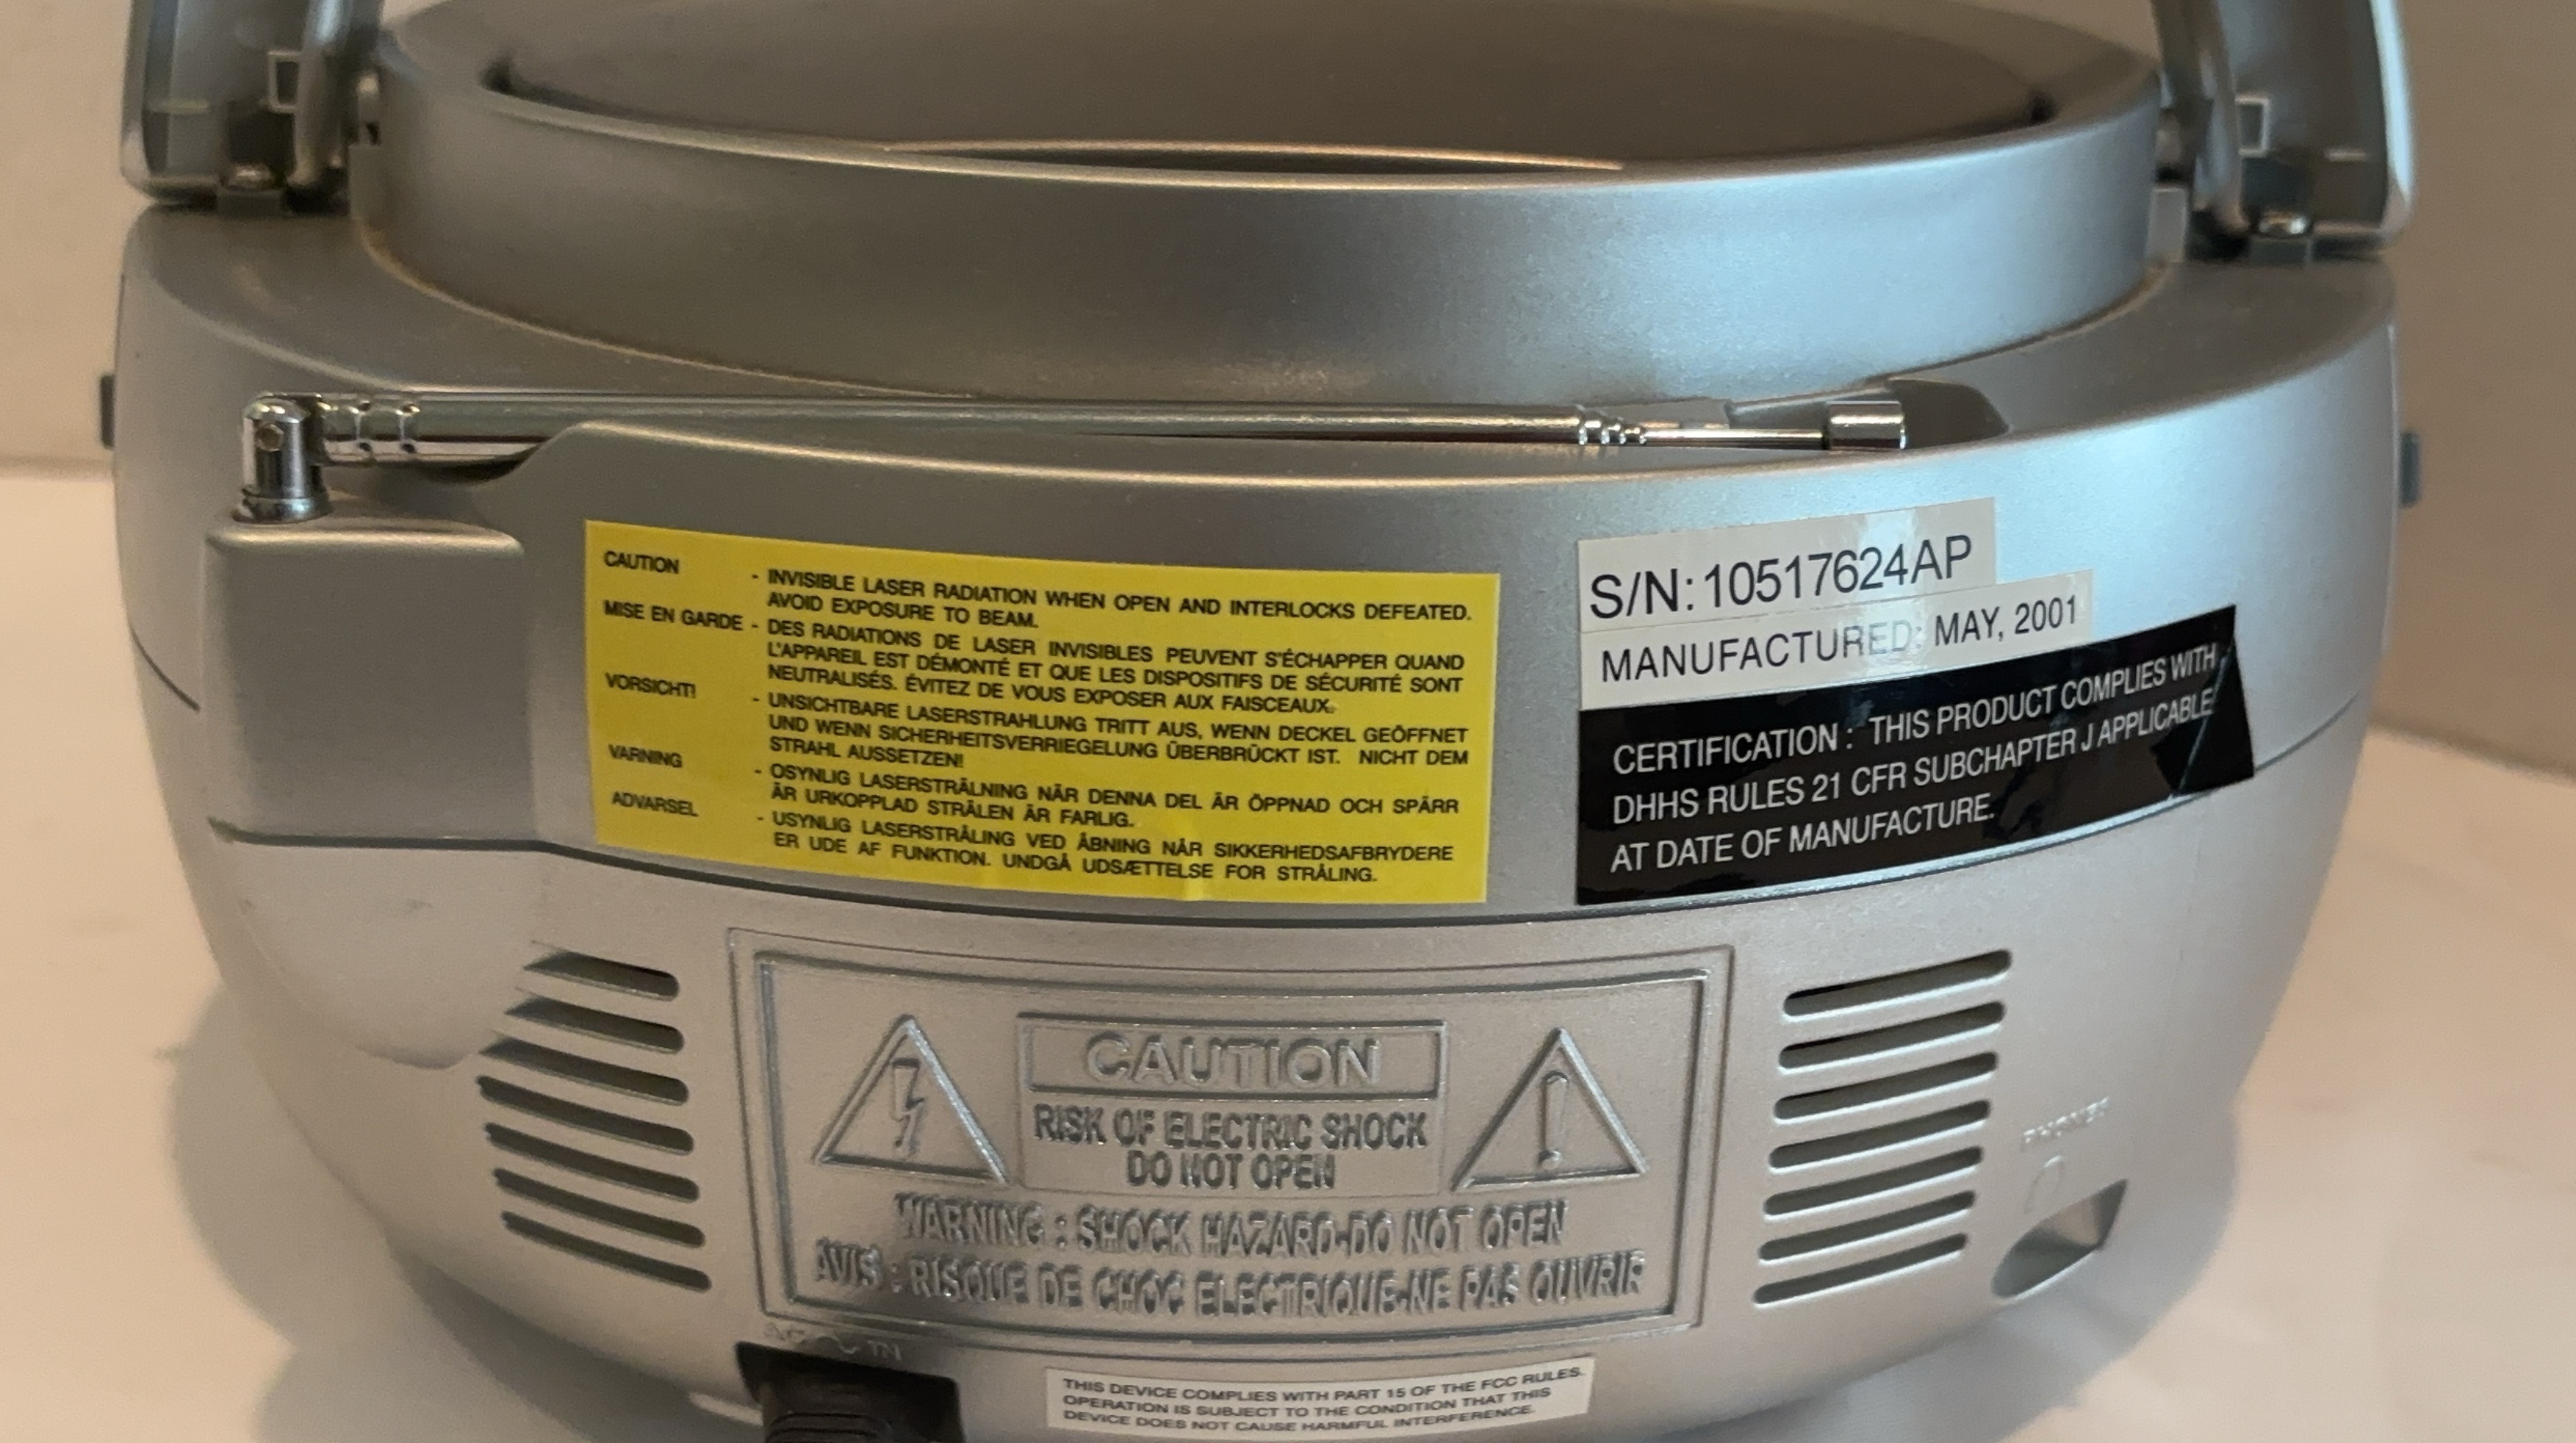 CAUTION - INVISIBLE LASER RADIATION WHEN OPEN AND INTERLOCKS DEFEATED.
AVOID EXPOSURE TO BEAM.
MISE EN GARDE - DES RADIATIONS DE LASER INVISIBLES PEUVENT S'ÉCHAPPER QUAND
L'APPAREIL EST DÉMONTÉ ET QUE LES DISPOSITIFS DE SÉCURITÉ SONT
NEUTRALISÉS. ÉVITEZ DE VOUS EXPOSER AUX FAISCEAUX.
VORSICHT! - UNSICHTBARE LASERSTRAHLUNG TRITT AUS, WENN DECKEL GEÖFFNET
UND WENN SICHERHEITSVERRIEGELUNG ÜBERBRÜCKT IST. NICHT DEM
STRAHL AUSSETZEN!
VARNING - OSYNLIG LASERSTRÄLNING NÄR DENNA DEL ÄR ÖPPNAD OCH SPÄRR
ÄR URKOPPLAD STRÄLEN ÄR FARLIG.
ADVARSEL - USYNLIG LASERSTRÅLING VED ÅBNING NÅR SIKKERHEDSAFBRYDERE
ER UDE AF FUNKTION. UNDGÅ UDSÆTTELSE FOR STRÅLING.
S/N: 10517624AP
MANUFACTURED: MAY, 2001
CERTIFICATION : THIS PRODUCT COMPLIES WITH
DHHS RULES 21 CFR SUBCHAPTER J APPLICABLE
AT DATE OF MANUFACTURE.
CAUTION
RISK OF ELECTRIC SHOCK
DO NOT OPEN
WARNING : SHOCK HAZARD-DO NOT OPEN
AVIS : RISQUE DE CHOC ELECTRIQUE-NE PAS OUVRIR
PHONES
AC ~ IN
THIS DEVICE COMPLIES WITH PART 15 OF THE FCC RULES.
OPERATION IS SUBJECT TO THE CONDITION THAT THIS
DEVICE DOES NOT CAUSE HARMFUL INTERFERENCE.